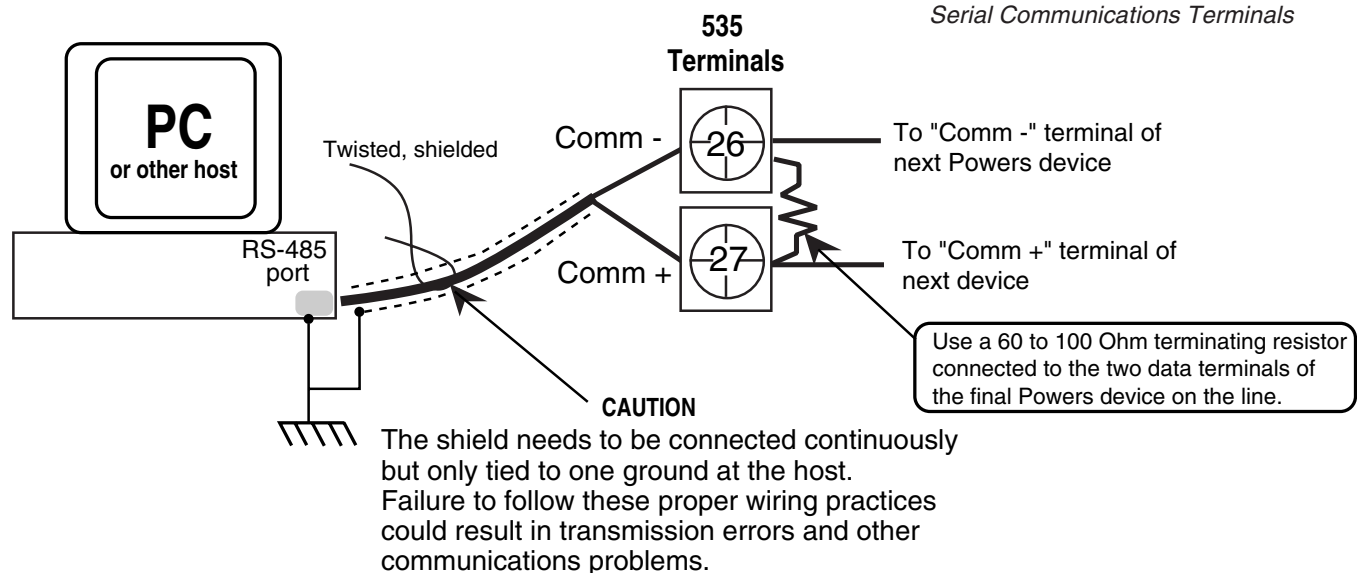 Serial Communications Terminals
535
Terminals
PC
or other host
Twisted, shielded
Comm -
26
To "Comm -" terminal of
next Powers device
RS-485
port
Comm +
27
To "Comm +" terminal of
next device
Use a 60 to 100 Ohm terminating resistor
connected to the two data terminals of
the final Powers device on the line.
CAUTION
The shield needs to be connected continuously
but only tied to one ground at the host.
Failure to follow these proper wiring practices
could result in transmission errors and other
communications problems.